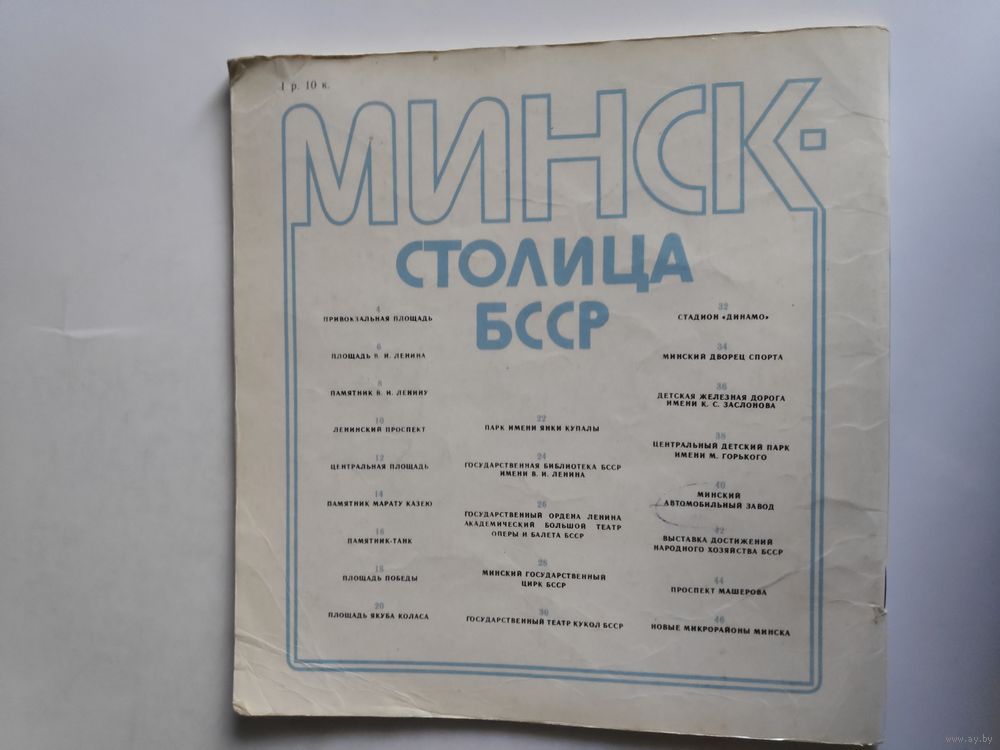 1 р. 10 к.
МИНСК-
СТОЛИЦА
БССР
4
ПРИВОКЗАЛЬНАЯ ПЛОЩАДЬ
6
ПЛОЩАДЬ В. И. ЛЕНИНА
8
ПАМЯТНИК В. И. ЛЕНИНУ
10
ЛЕНИНСКИЙ ПРОСПЕКТ
12
ЦЕНТРАЛЬНАЯ ПЛОЩАДЬ
14
ПАМЯТНИК МАРАТУ КАЗЕЮ
16
ПАМЯТНИК-ТАНК
18
ПЛОЩАДЬ ПОБЕДЫ
20
ПЛОЩАДЬ ЯКУБА КОЛАСА
22
ПАРК ИМЕНИ ЯНКИ КУПАЛЫ
24
ГОСУДАРСТВЕННАЯ БИБЛИОТЕКА БССР
ИМЕНИ В. И. ЛЕНИНА
26
ГОСУДАРСТВЕННЫЙ ОРДЕНА ЛЕНИНА
АКАДЕМИЧЕСКИЙ БОЛЬШОЙ ТЕАТР
ОПЕРЫ И БАЛЕТА БССР
28
МИНСКИЙ ГОСУДАРСТВЕННЫЙ
ЦИРК БССР
30
ГОСУДАРСТВЕННЫЙ ТЕАТР КУКОЛ БССР
32
СТАДИОН «ДИНАМО»
34
МИНСКИЙ ДВОРЕЦ СПОРТА
36
ДЕТСКАЯ ЖЕЛЕЗНАЯ ДОРОГА
ИМЕНИ К. С. ЗАСЛОНОВА
38
ЦЕНТРАЛЬНЫЙ ДЕТСКИЙ ПАРК
ИМЕНИ М. ГОРЬКОГО
40
МИНСКИЙ
АВТОМОБИЛЬНЫЙ ЗАВОД
42
ВЫСТАВКА ДОСТИЖЕНИЙ
НАРОДНОГО ХОЗЯЙСТВА БССР
44
ПРОСПЕКТ МАШЕРОВА
46
НОВЫЕ МИКРОРАЙОНЫ МИНСКА
www.ay.by